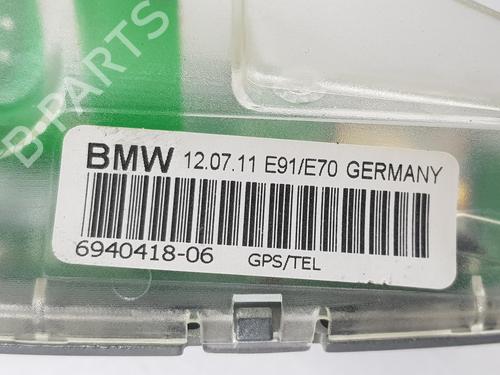 B-PARTS
BMW 12.07.11 E91/E70 GERMANY
6940418-06 GPS/TEL